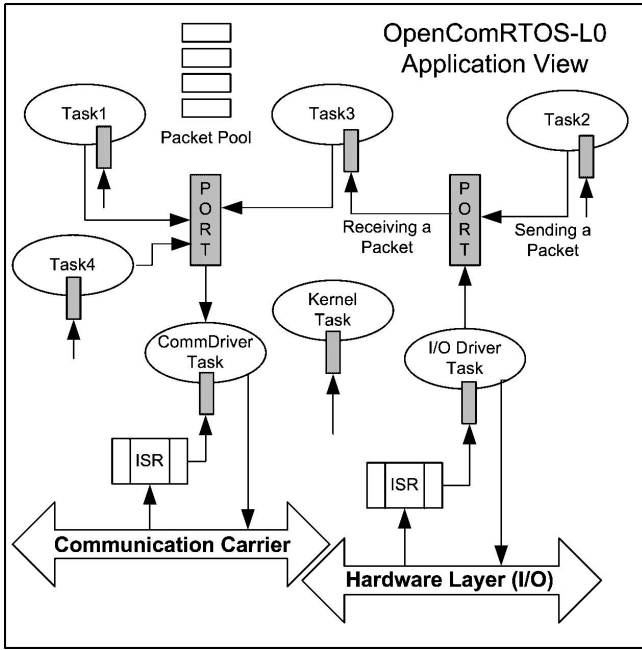 OpenComRTOS-L0
Application View
Task1
Packet Pool
Task3
Task2
P
O
R
T
P
O
R
T
Receiving a
Packet
Sending a
Packet
Task4
CommDriver
Task
Kernel
Task
I/O Driver
Task
ISR
ISR
Communication Carrier
Hardware Layer (I/O)